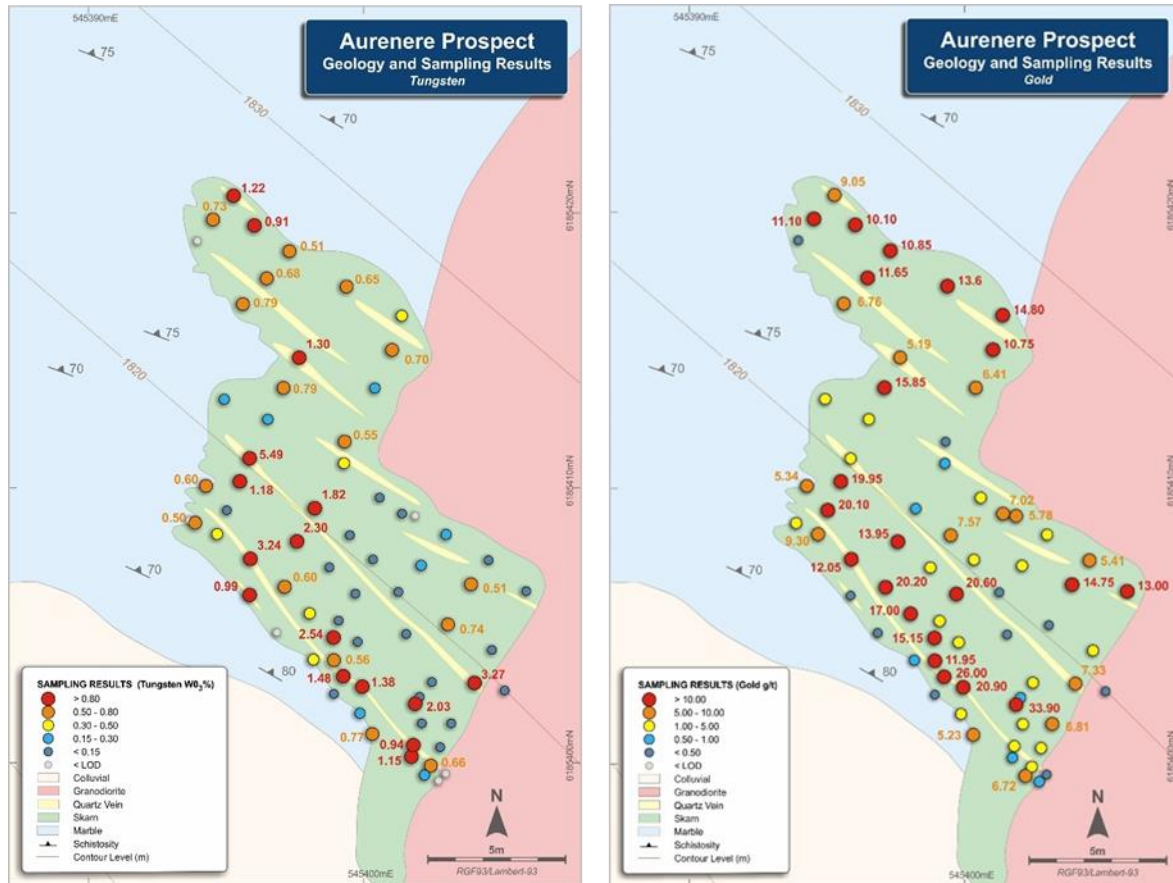 545390mE
Aurenere Prospect
Geology and Sampling Results
Tungsten
75
1830
70
1.22
0.73
0.91
6185420mN
0.51
0.68
0.65
0.79
75
1.30
0.70
70
1820
0.79
0.55
5.49
0.60
1.18
6185410mN
1.82
0.50
2.30
3.24
70
0.60
0.51
0.99
0.74
2.54
0.56
80
1.48
1.38
3.27
2.03
0.77
0.94
1.15
0.66
6185400mN
SAMPLING RESULTS (Tungsten W03%)
> 0.80
0.50 - 0.80
0.30 - 0.50
0.15 - 0.30
< 0.15
< LOD
Colluvial
Granodiorite
Quartz Vein
Skarn
Marble
Schistosity
Contour Level (m)
N
5m
RGF93/Lambert-93
545400mE
545390mE
Aurenere Prospect
Geology and Sampling Results
Gold
75
1830
70
9.05
11.10
10.10
6185420mN
10.85
11.65
13.6
6.76
14.80
75
5.19
10.75
70
1820
15.85
6.41
5.34
19.95
6185410mN
20.10
7.02
5.78
9.30
13.95
7.57
12.05
5.41
70
20.20
20.60
14.75
13.00
17.00
15.15
11.95
80
26.00
7.33
20.90
33.90
5.23
6.81
6.72
6185400mN
SAMPLING RESULTS (Gold g/t)
> 10.00
5.00 - 10.00
1.00 - 5.00
0.50 - 1.00
< 0.50
Colluvial
Granodiorite
Quartz Vein
Skarn
Marble
Schistosity
Contour Level (m)
N
5m
RGF93/Lambert-93
545400mE